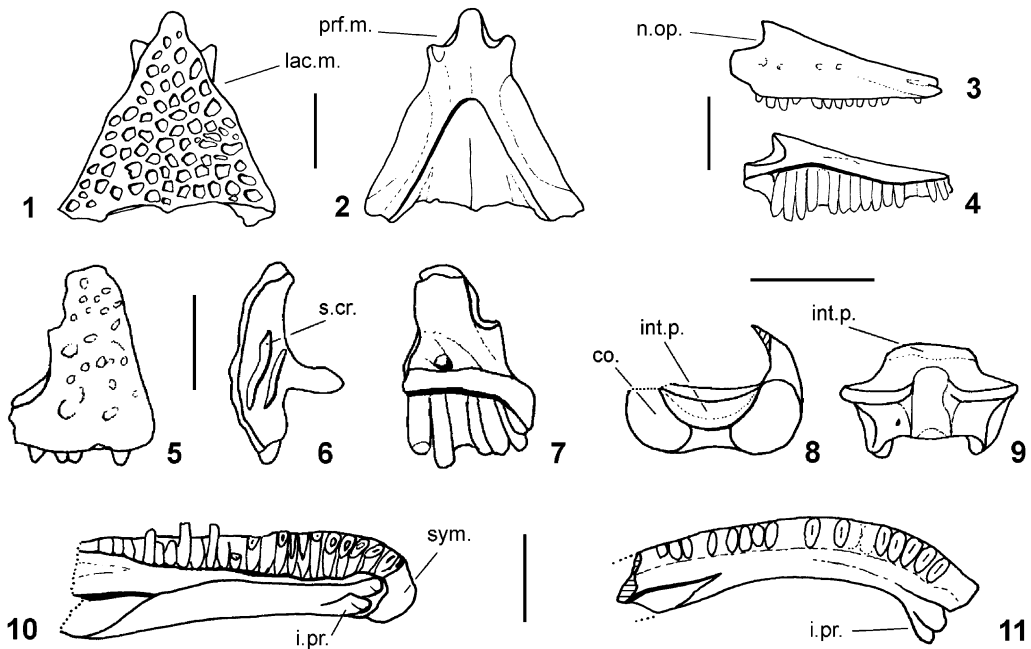 prf.m.
n.op.
lac.m.
3
1
2
4
s.cr.
int.p.
int.p.
co.
5
6
7
8
9
sym.
10
i.pr.
i.pr.
11